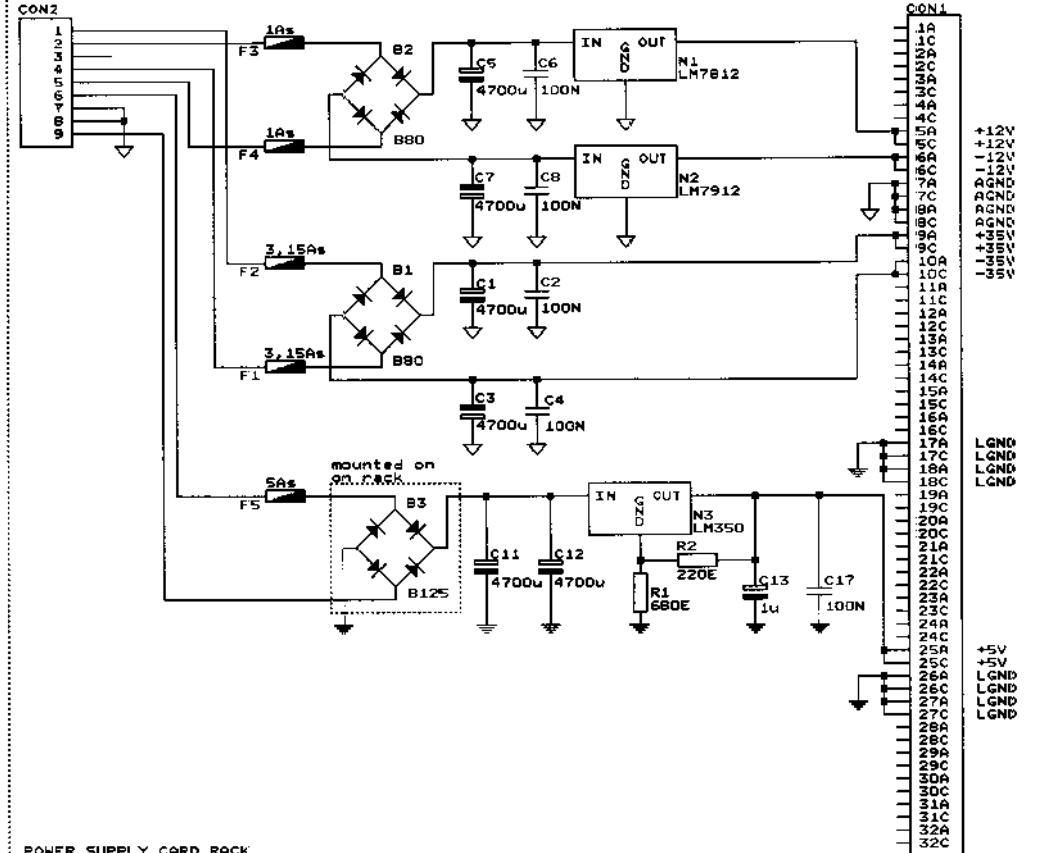 CON2
1
2
3
4
5
6
7
8
9
1As
F3
B2
B80
1As
F4
C5
4700u
C6
100N
IN GND OUT
N1
LM7812
C7
4700u
C8
100N
IN GND OUT
N2
LM7912
3,15As
F2
B1
B80
3,15As
F1
C1
4700u
C2
100N
C3
4700u
C4
100N
mounted on
on rack
5As
F5
B3
B125
C11
4700u
C12
4700u
IN GND OUT
N3
LM350
R2
220E
R1
680E
C13
1u
C17
100N
CON1
1A
1C
2A
2C
3A
3C
4A
4C
5A +12V
5C +12V
6A -12V
6C -12V
7A AGND
7C AGND
8A AGND
8C AGND
9A +35V
9C +35V
10A -35V
10C -35V
11A
11C
12A
12C
13A
13C
14A
14C
15A
15C
16A
16C
17A LGND
17C LGND
18A LGND
18C LGND
19A
19C
20A
20C
21A
21C
22A
22C
23A
23C
24A
24C
25A +5V
25C +5V
26A LGND
26C LGND
27A LGND
27C LGND
28A
28C
29A
29C
30A
30C
31A
31C
32A
32C
POWER SUPPLY CARD RACK